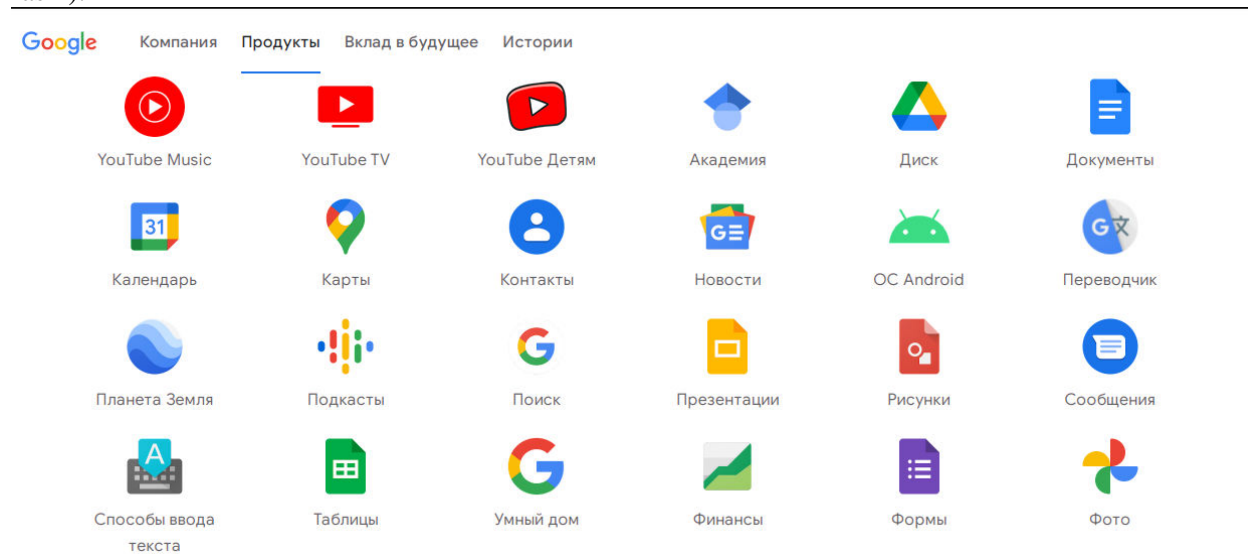 Google Компания Продукты Вклад в будущее Истории
YouTube Music YouTube TV YouTube Детям Академия Диск Документы
31 G
Календарь Карты Контакты Новости ОС Android Переводчик
G
Планета Земля Подкасты Поиск Презентации Рисунки Сообщения
A G
Способы ввода Таблицы Умный дом Финансы Формы Фото
текста